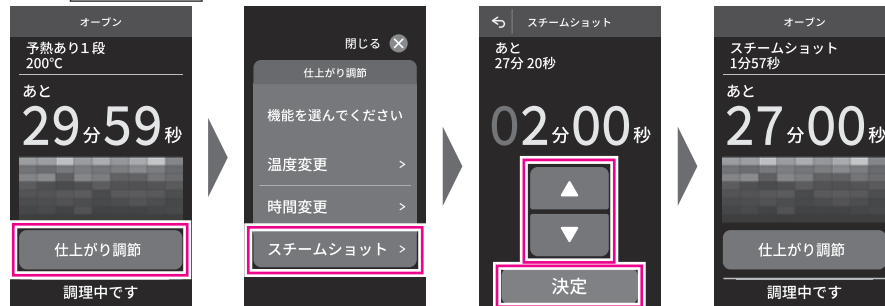 オーブン
予熱あり1段
200℃
あと
29分59秒
仕上がり調節
調理中です
閉じる
仕上がり調節
機能を選んでください
温度変更 >
時間変更 >
スチームショット >
スチームショット
あと
27分 20秒
02分00秒
決定
オーブン
スチームショット
1分57秒
あと
27分00秒
仕上がり調節
調理中です